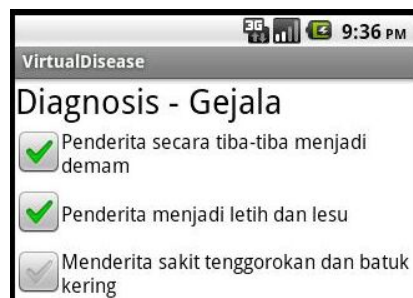 3G 9:36 PM
VirtualDisease
Diagnosis - Gejala
Penderita secara tiba-tiba menjadi
demam
Penderita menjadi letih dan lesu
Menderita sakit tenggorokan dan batuk
kering